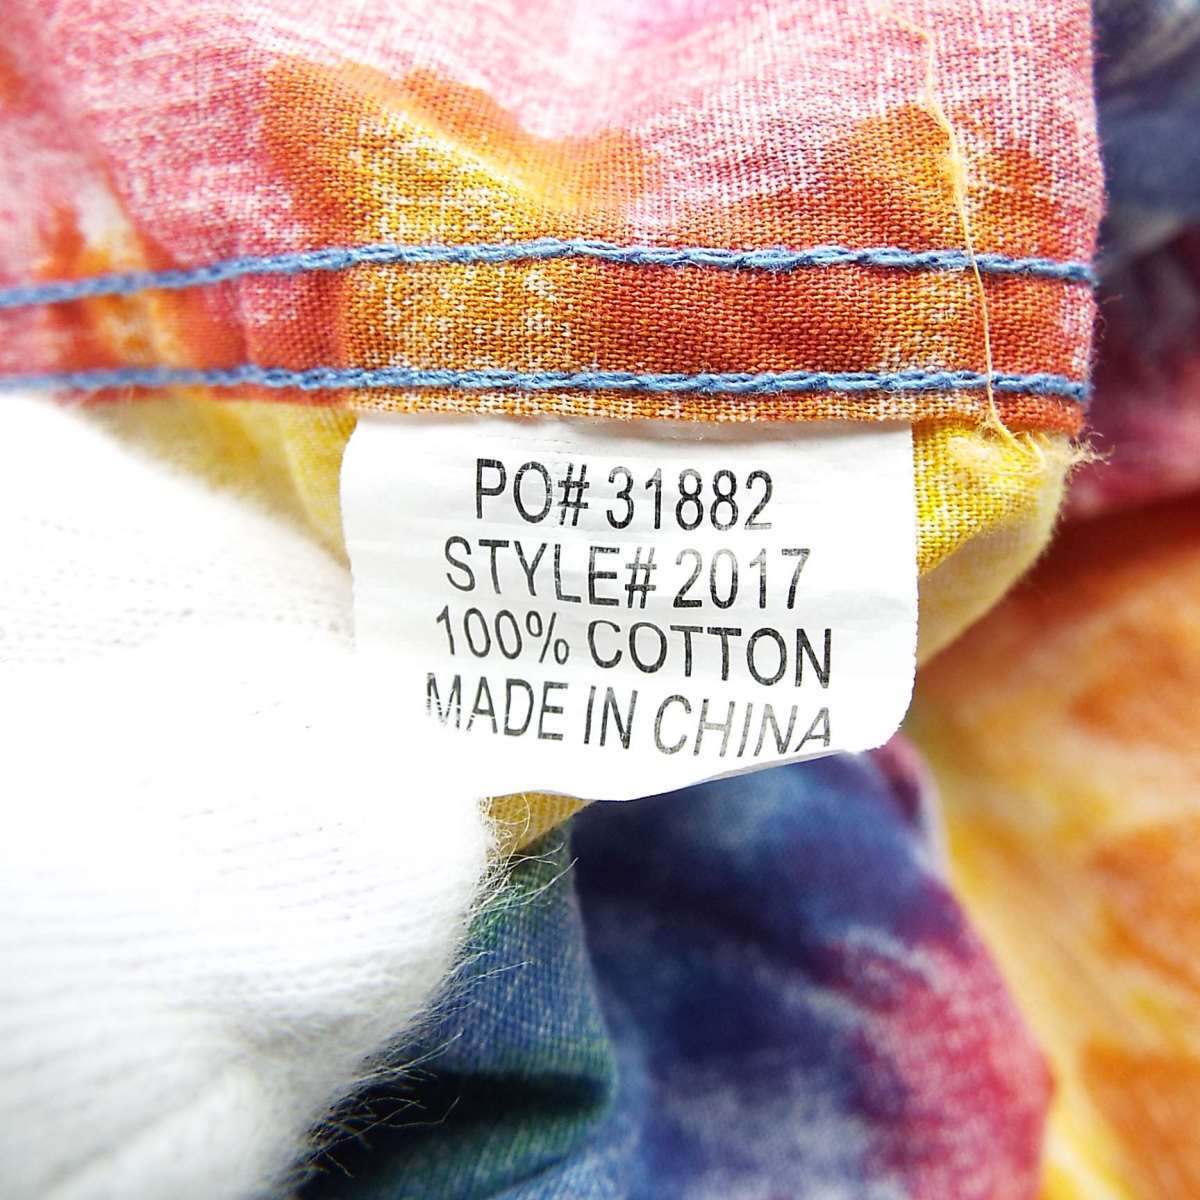 PO# 31882
STYLE# 2017
100% COTTON
MADE IN CHINA